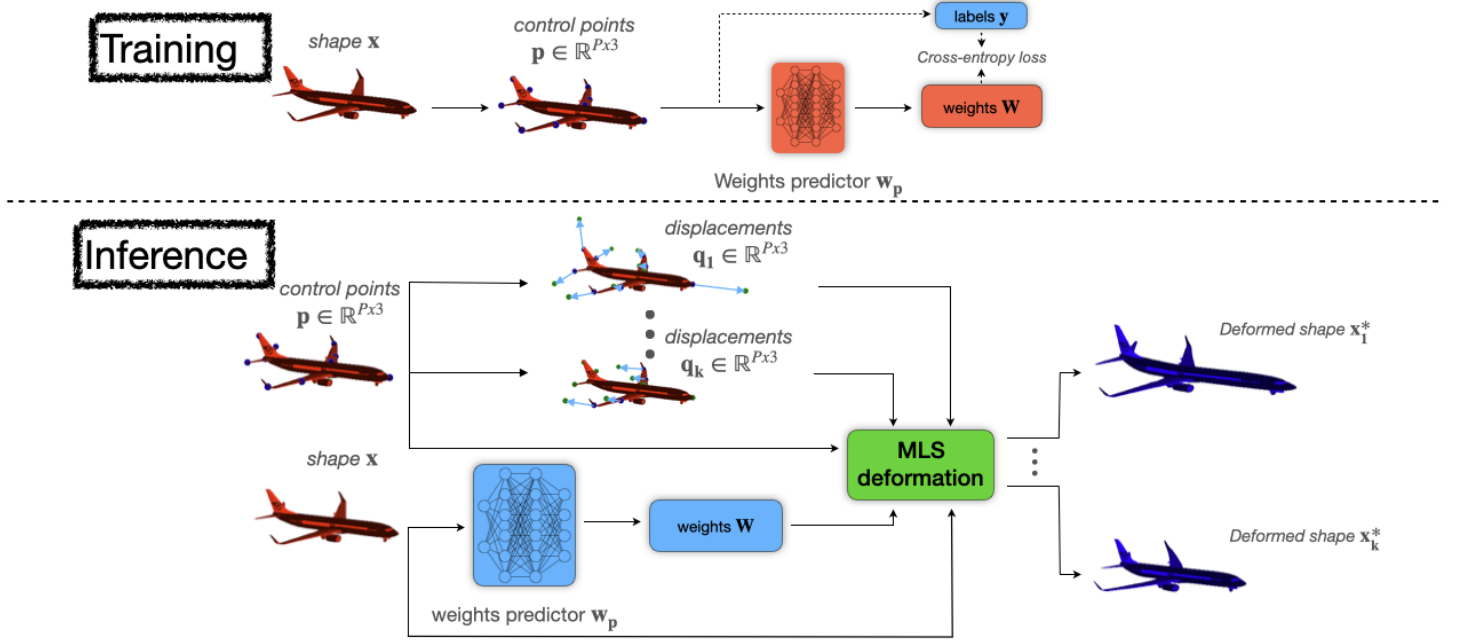 Training
shape x
control points
p ∈ ℝ^{Px3}
labels y
Cross-entropy loss
weights W
Weights predictor w_p
Inference
displacements
q_1 ∈ ℝ^{Px3}
control points
p ∈ ℝ^{Px3}
displacements
q_k ∈ ℝ^{Px3}
Deformed shape x_1^*
MLS
deformation
shape x
weights W
Deformed shape x_k^*
weights predictor w_p